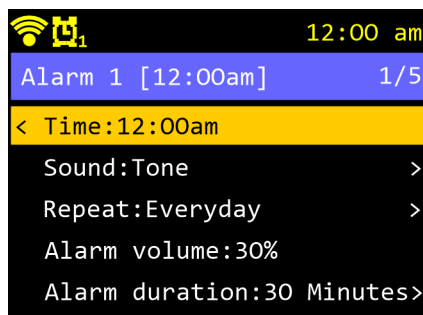 1 12:00 am
Alarm 1 [12:00am] 1/5
< Time:12:00am
Sound:Tone >
Repeat:Everyday >
Alarm volume:30%
Alarm duration:30 Minutes>